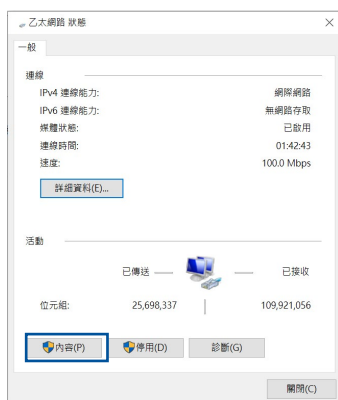 乙太網路 狀態
一般
連線
IPv4 連線能力: 網際網路
IPv6 連線能力: 無網路存取
媒體狀態: 已啟用
連線時間: 01:42:43
速度: 100.0 Mbps
詳細資料(E)...
活動
已傳送 已接收
位元組: 25,698,337 109,921,056
內容(P) 停用(D) 診斷(G)
關閉(C)